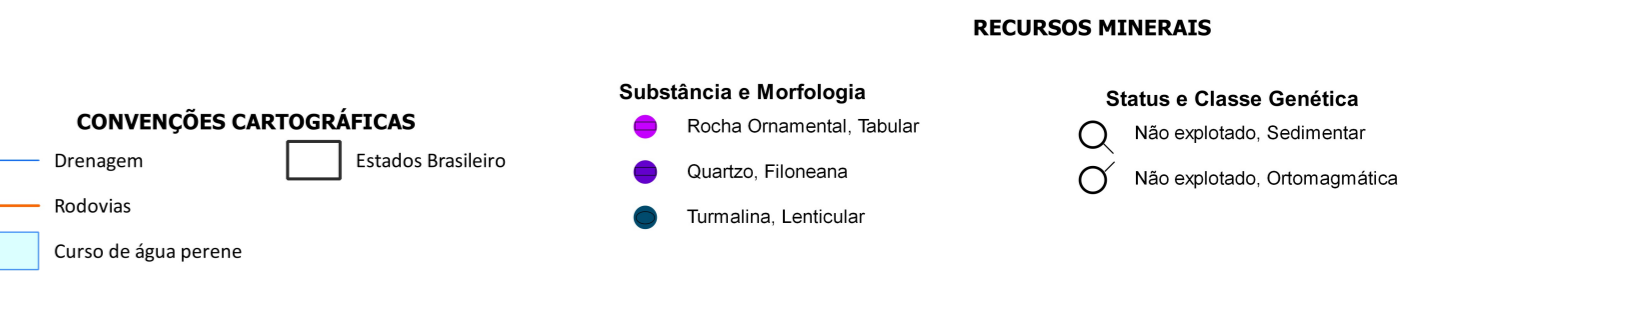 RECURSOS MINERAIS
CONVENÇÕES CARTOGRÁFICAS
Drenagem
Estados Brasileiro
Rodovias
Curso de água perene
Substância e Morfologia
Rocha Ornamental, Tabular
Quartzo, Filoneana
Turmalina, Lenticular
Status e Classe Genética
Não explotado, Sedimentar
Não explotado, Ortomagmática